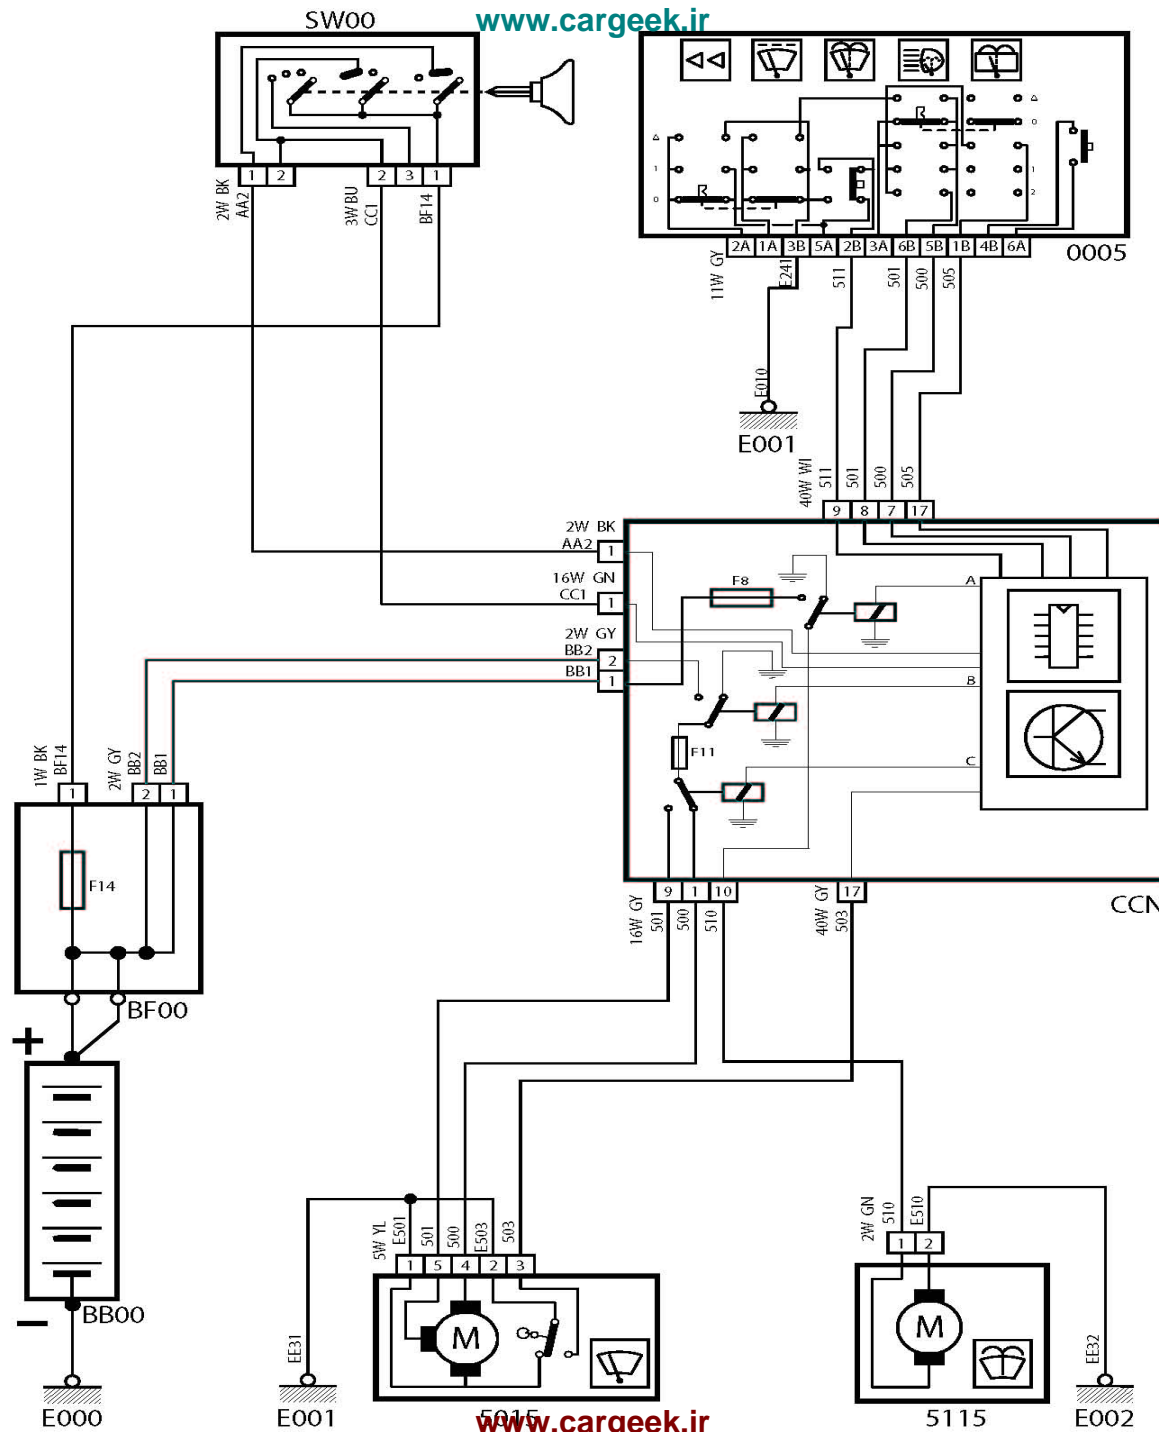 SW00
www.cargeek.ir
1 2 2 3 1
2W BK
AA2
3W BU
CC1
BF14
0 1
0 1 2
2A 1A 3B 5A 2B 3A 6B 5B 1B 4B 6A
0005
11W GY
E241
511
501
500
505
E010
E001
40W WI
511
501
500
505
9 8 7 17
2W BK
AA2 1
16W GN
CC1 1
2W GY
BB2 2
BB1 1
F8
A
B
F11
C
1W BK
BF14
2W GY
BB2
BB1
1 2 1
F14
BF00
9 1 10 17
CCN
16W GY
501
500
510
40W GY
503
+
BB00
−
E000
EE31
E001
5W YL
E501
501
500
E503
503
1 5 4 2 3
M
5015
2W GN
510
E510
1 2
M
5115
EE32
E002
www.cargeek.ir